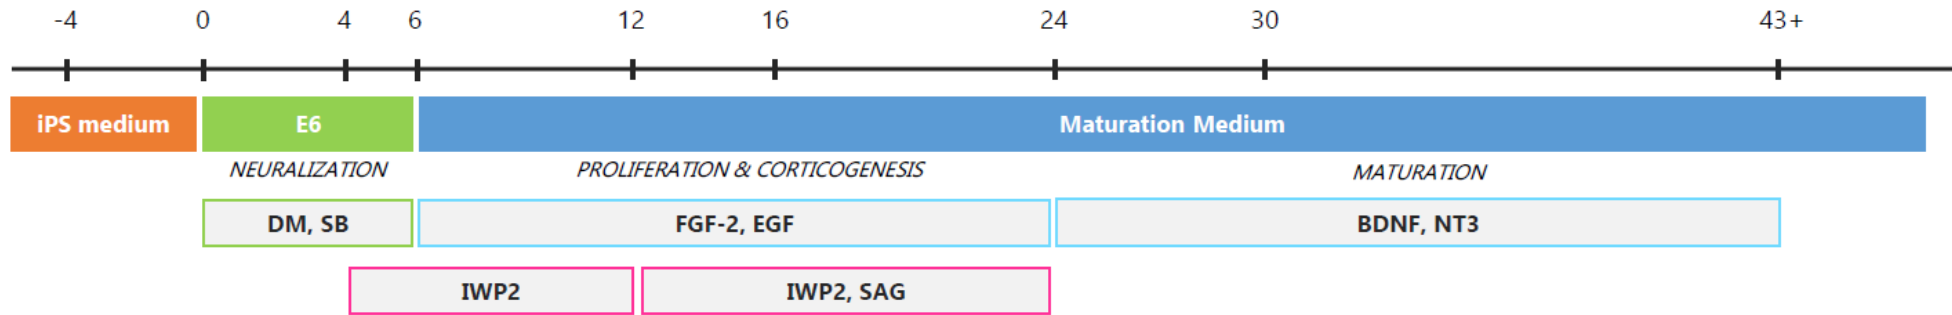 -4 0 4 6 12 16 24 30 43+
iPS medium E6 Maturation Medium
NEURALIZATION PROLIFERATION & CORTICOGENESIS MATURATION
DM, SB FGF-2, EGF BDNF, NT3
IWP2 IWP2, SAG